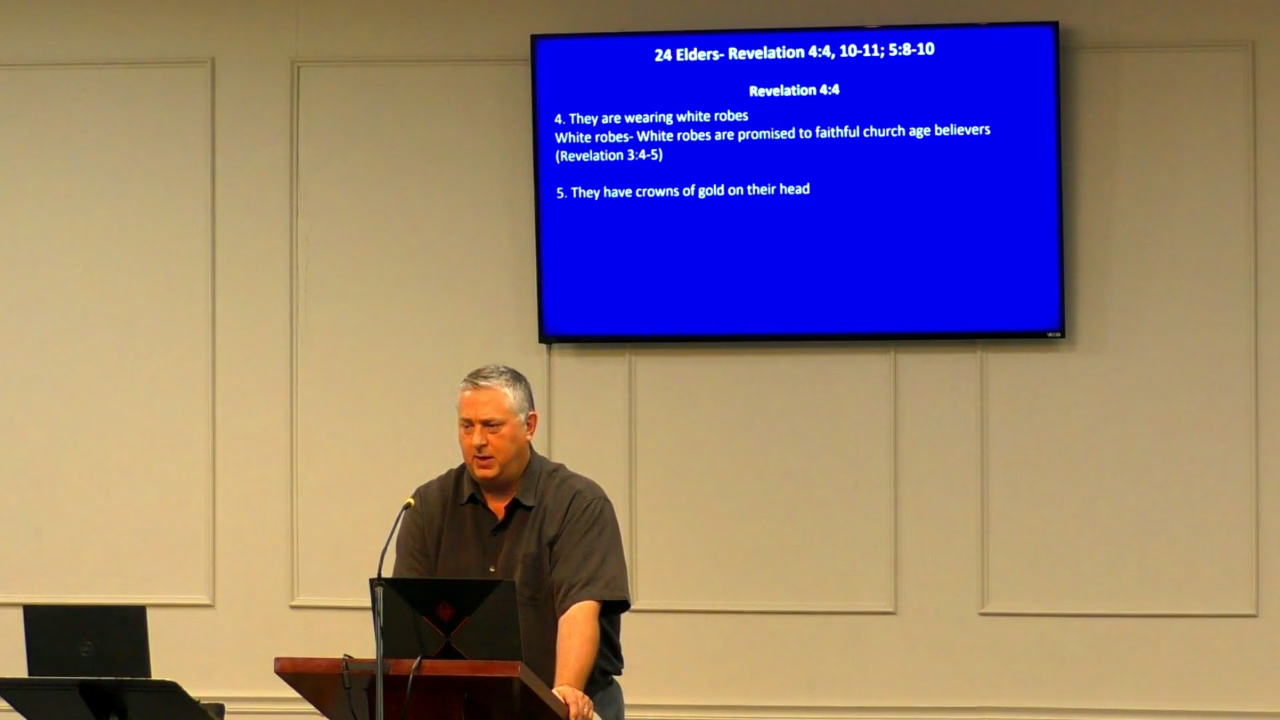 24 Elders- Revelation 4:4, 10-11; 5:8-10
Revelation 4:4
4. They are wearing white robes
White robes- White robes are promised to faithful church age believers
(Revelation 3:4-5)
5. They have crowns of gold on their head
VIZIO